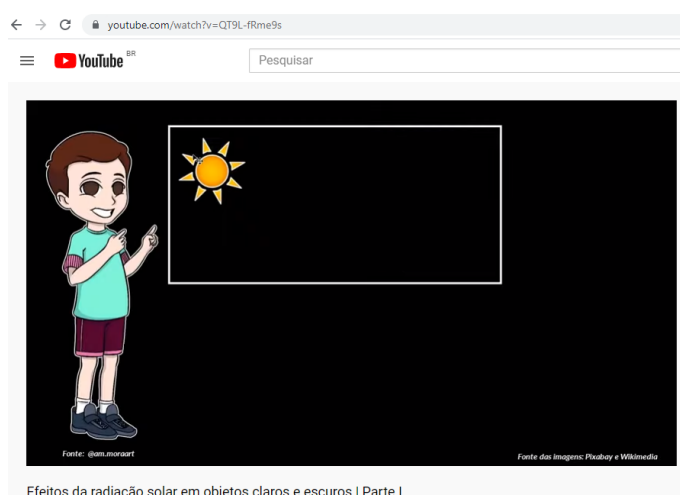 youtube.com/watch?v=QT9L-fRme9s
YouTube BR
Pesquisar
Fonte: @am.moraart
Fonte das imagens: Pixabay e Wikimedia
Efeitos da radiação solar em objetos claros e escuros | Parte I